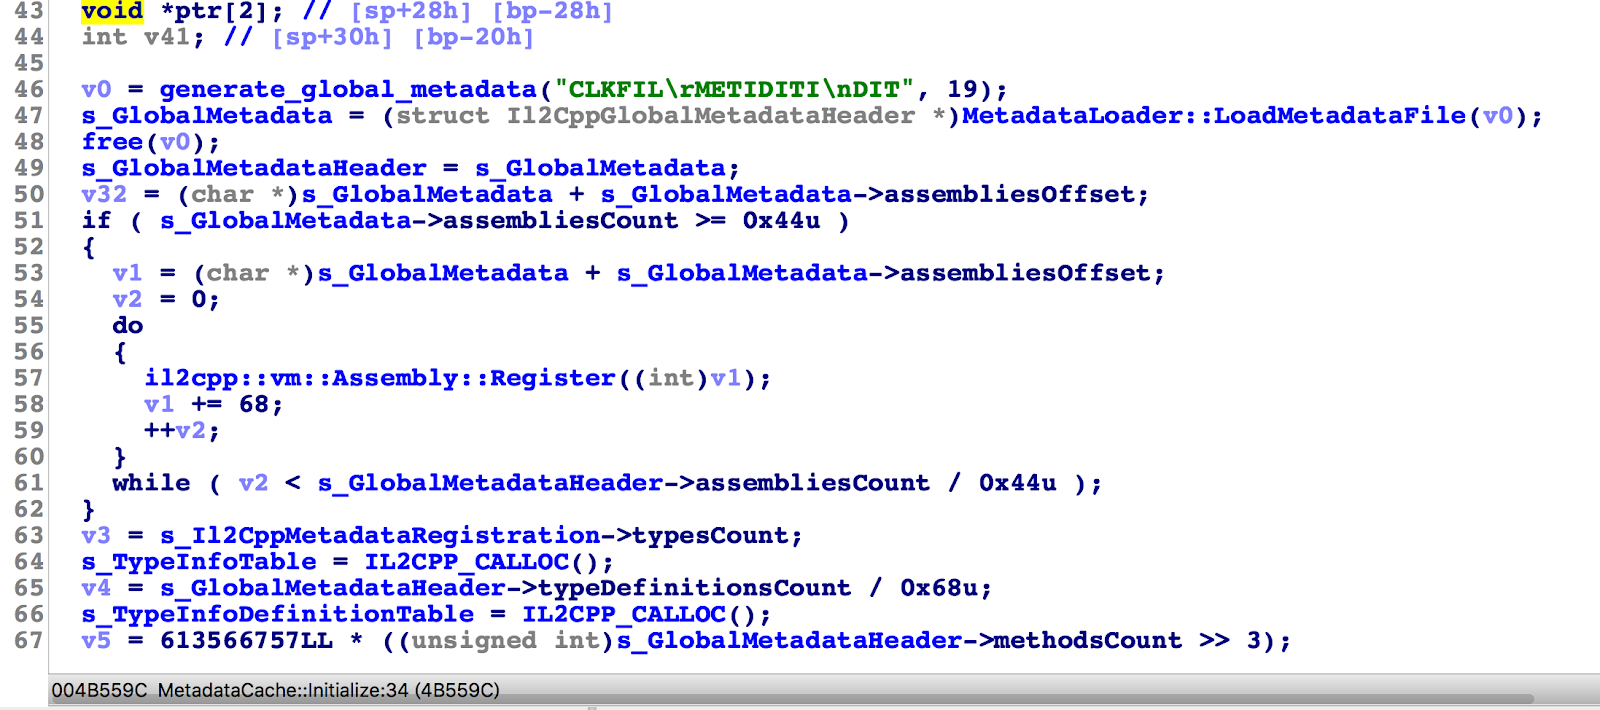 43 void *ptr[2]; // [sp+28h] [bp-28h]
44 int v41; // [sp+30h] [bp-20h]
45
46 v0 = generate_global_metadata("CLKFIL\rMETIDITI\nDIT", 19);
47 s_GlobalMetadata = (struct Il2CppGlobalMetadataHeader *)MetadataLoader::LoadMetadataFile(v0);
48 free(v0);
49 s_GlobalMetadataHeader = s_GlobalMetadata;
50 v32 = (char *)s_GlobalMetadata + s_GlobalMetadata->assembliesOffset;
51 if ( s_GlobalMetadata->assembliesCount >= 0x44u )
52 {
53 v1 = (char *)s_GlobalMetadata + s_GlobalMetadata->assembliesOffset;
54 v2 = 0;
55 do
56 {
57 il2cpp::vm::Assembly::Register((int)v1);
58 v1 += 68;
59 ++v2;
60 }
61 while ( v2 < s_GlobalMetadataHeader->assembliesCount / 0x44u );
62 }
63 v3 = s_Il2CppMetadataRegistration->typesCount;
64 s_TypeInfoTable = IL2CPP_CALLOC();
65 v4 = s_GlobalMetadataHeader->typeDefinitionsCount / 0x68u;
66 s_TypeInfoDefinitionTable = IL2CPP_CALLOC();
67 v5 = 613566757LL * ((unsigned int)s_GlobalMetadataHeader->methodsCount >> 3);
004B559C MetadataCache::Initialize:34 (4B559C)